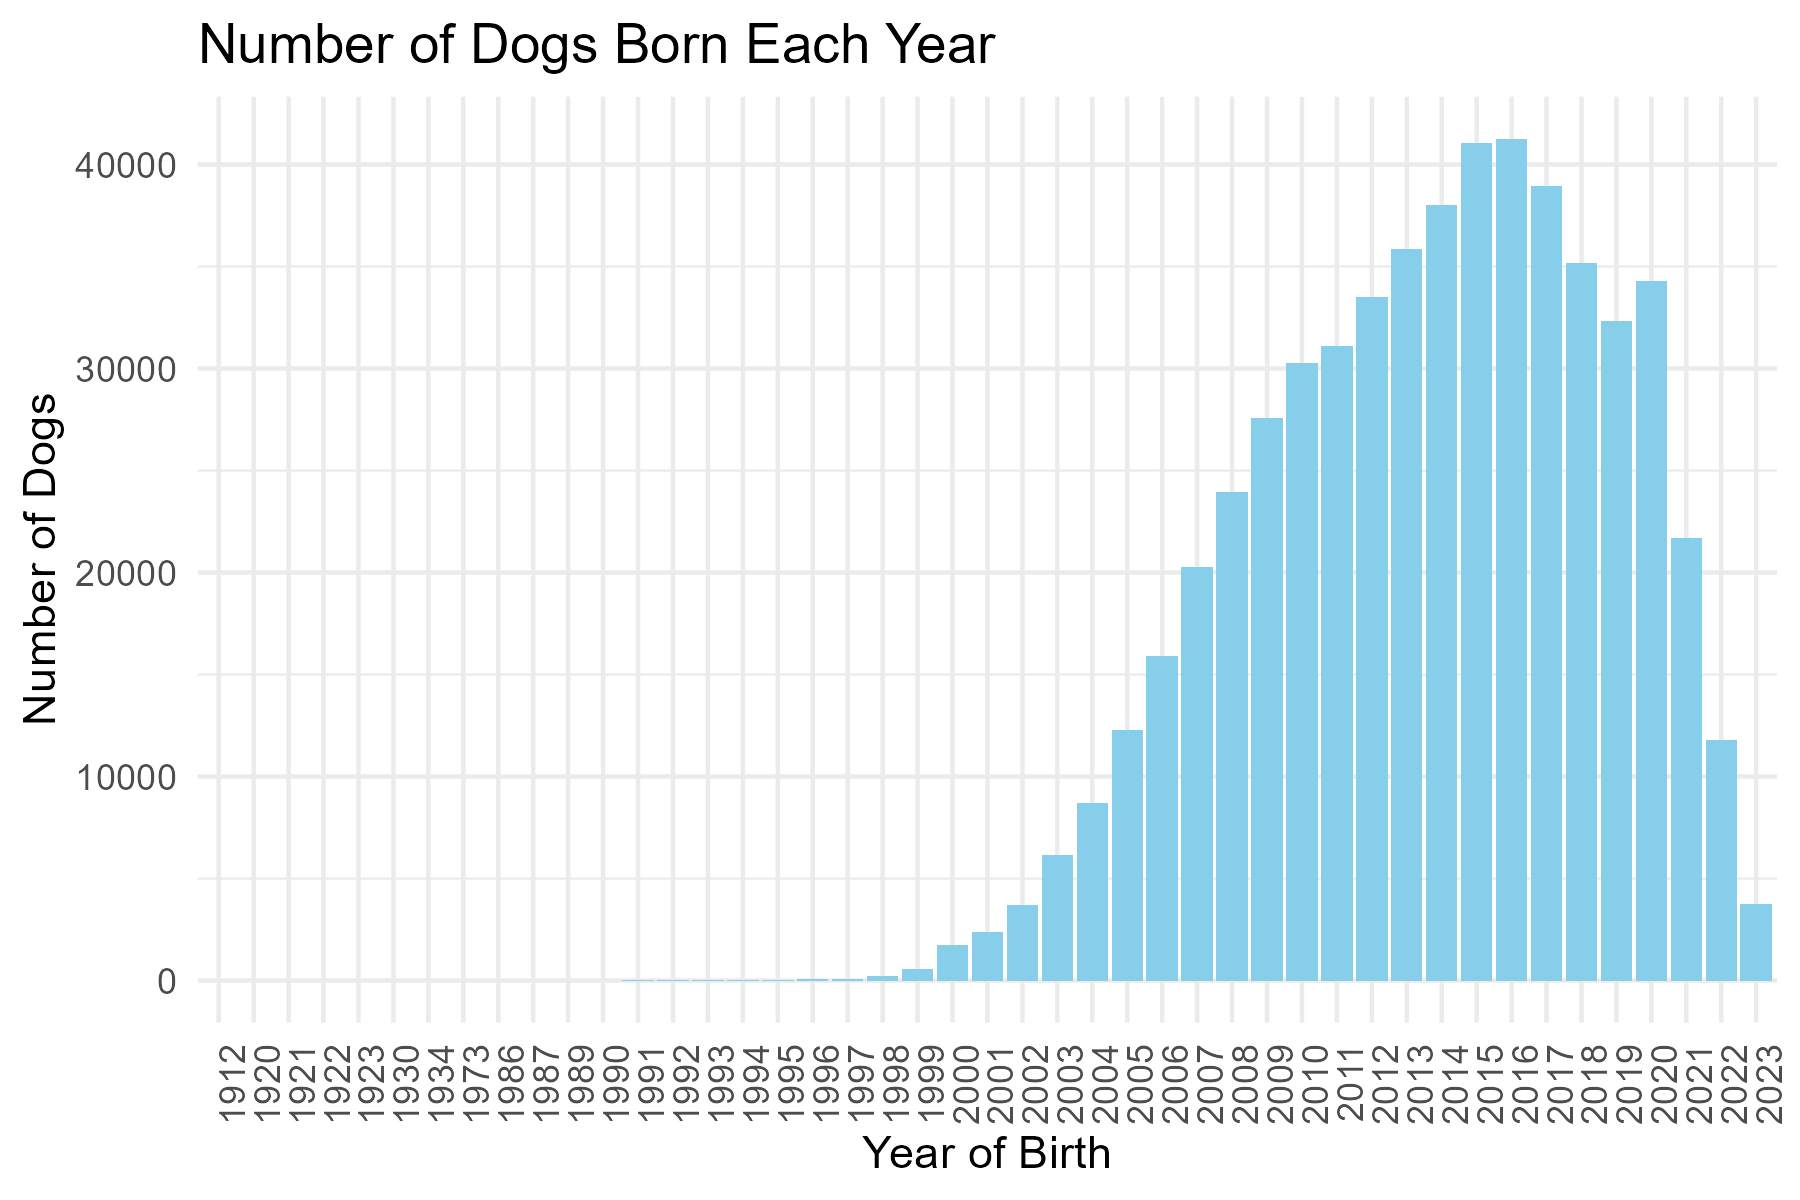 Number of Dogs Born Each Year
Number of Dogs
40000
30000
20000
10000
0
1912 1920 1921 1922 1923 1930 1934 1973 1986 1987 1989 1990 1991 1992 1993 1994 1995 1996 1997 1998 1999 2000 2001 2002 2003 2004 2005 2006 2007 2008 2009 2010 2011 2012 2013 2014 2015 2016 2017 2018 2019 2020 2021 2022 2023
Year of Birth